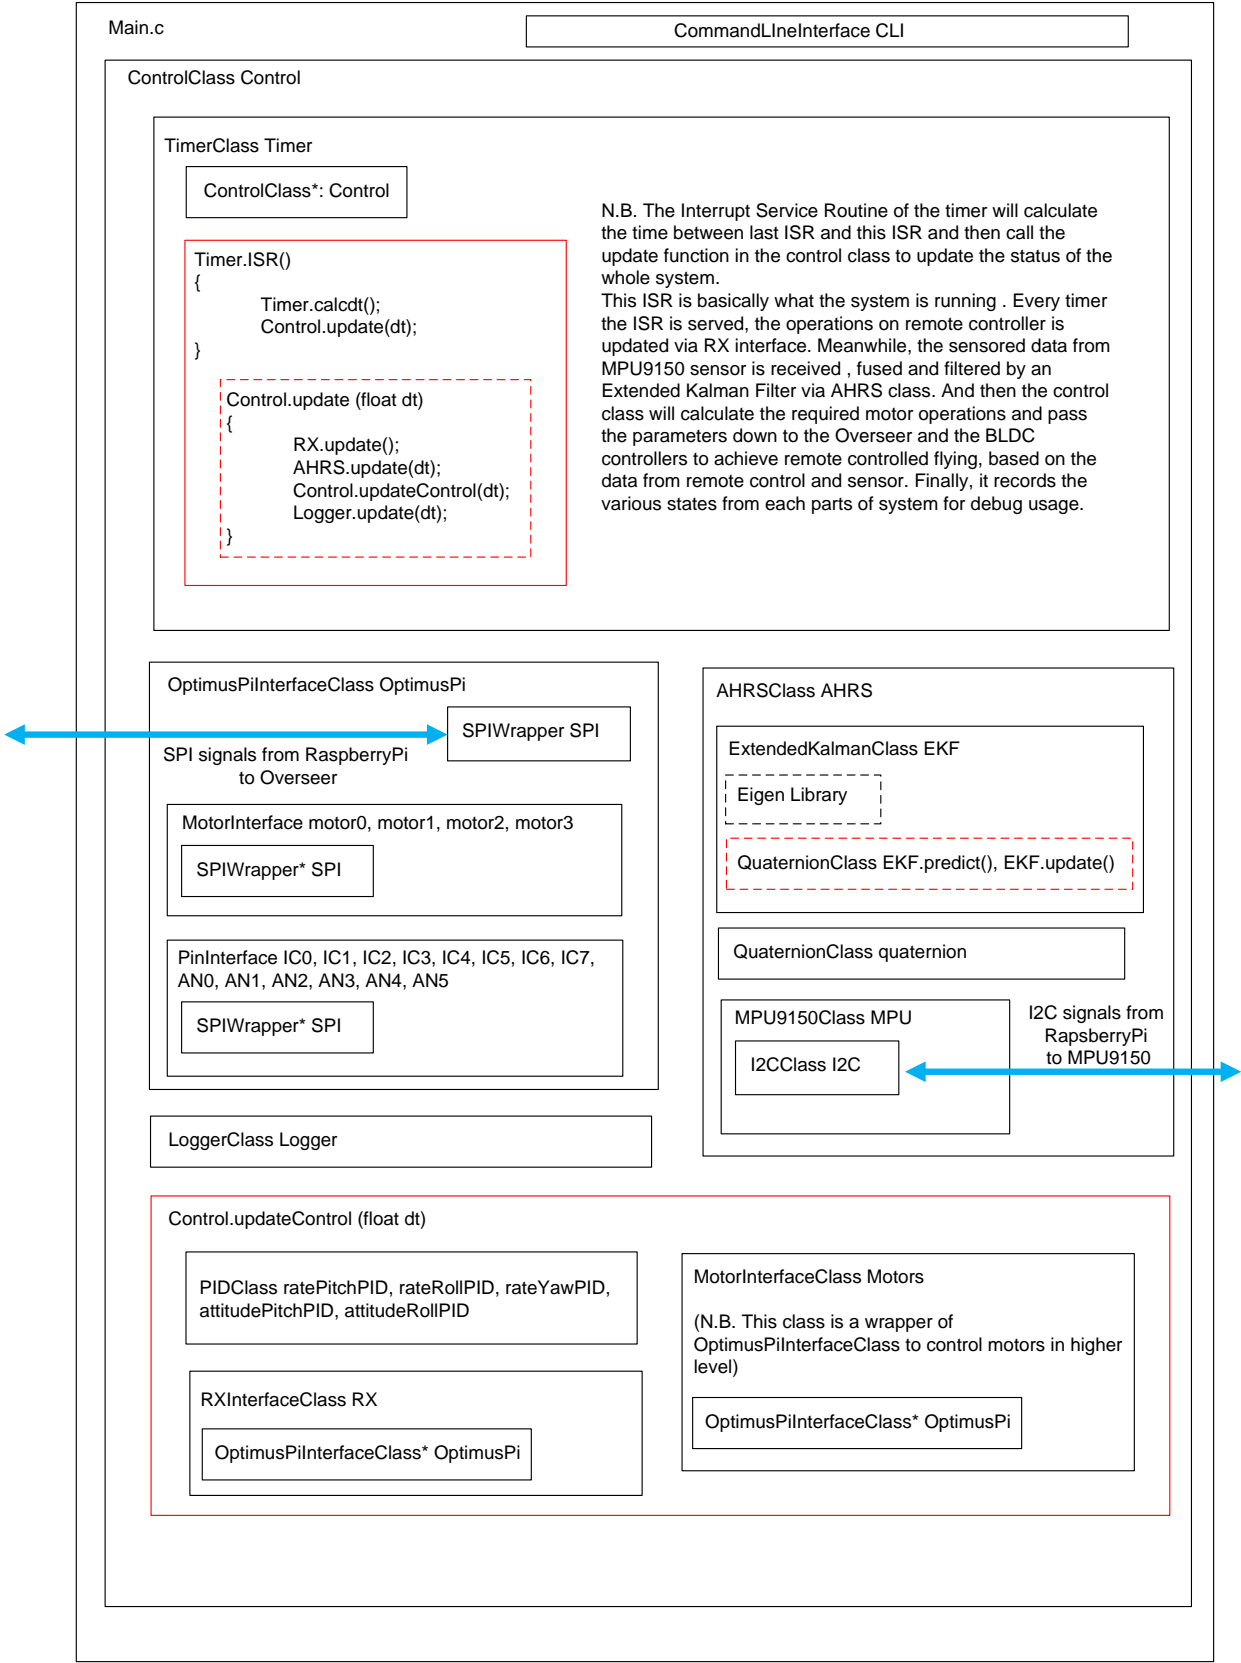 Main.c
CommandLIneInterface CLI
ControlClass Control
TimerClass Timer
ControlClass*: Control
Timer.ISR()
{
Timer.calcdt();
Control.update(dt);
}
Control.update (float dt)
{
RX.update();
AHRS.update(dt);
Control.updateControl(dt);
Logger.update(dt);
}
N.B. The Interrupt Service Routine of the timer will calculate
the time between last ISR and this ISR and then call the
update function in the control class to update the status of the
whole system.
This ISR is basically what the system is running . Every timer
the ISR is served, the operations on remote controller is
updated via RX interface. Meanwhile, the sensored data from
MPU9150 sensor is received , fused and filtered by an
Extended Kalman Filter via AHRS class. And then the control
class will calculate the required motor operations and pass
the parameters down to the Overseer and the BLDC
controllers to achieve remote controlled flying, based on the
data from remote control and sensor. Finally, it records the
various states from each parts of system for debug usage.
OptimusPiInterfaceClass OptimusPi
SPIWrapper SPI
SPI signals from RaspberryPi
to Overseer
MotorInterface motor0, motor1, motor2, motor3
SPIWrapper* SPI
PinInterface IC0, IC1, IC2, IC3, IC4, IC5, IC6, IC7,
AN0, AN1, AN2, AN3, AN4, AN5
SPIWrapper* SPI
AHRSClass AHRS
ExtendedKalmanClass EKF
Eigen Library
QuaternionClass EKF.predict(), EKF.update()
QuaternionClass quaternion
MPU9150Class MPU
I2CClass I2C
I2C signals from
RapsberryPi
to MPU9150
LoggerClass Logger
Control.updateControl (float dt)
PIDClass ratePitchPID, rateRollPID, rateYawPID,
attitudePitchPID, attitudeRollPID
RXInterfaceClass RX
OptimusPiInterfaceClass* OptimusPi
MotorInterfaceClass Motors
(N.B. This class is a wrapper of
OptimusPiInterfaceClass to control motors in higher
level)
OptimusPiInterfaceClass* OptimusPi